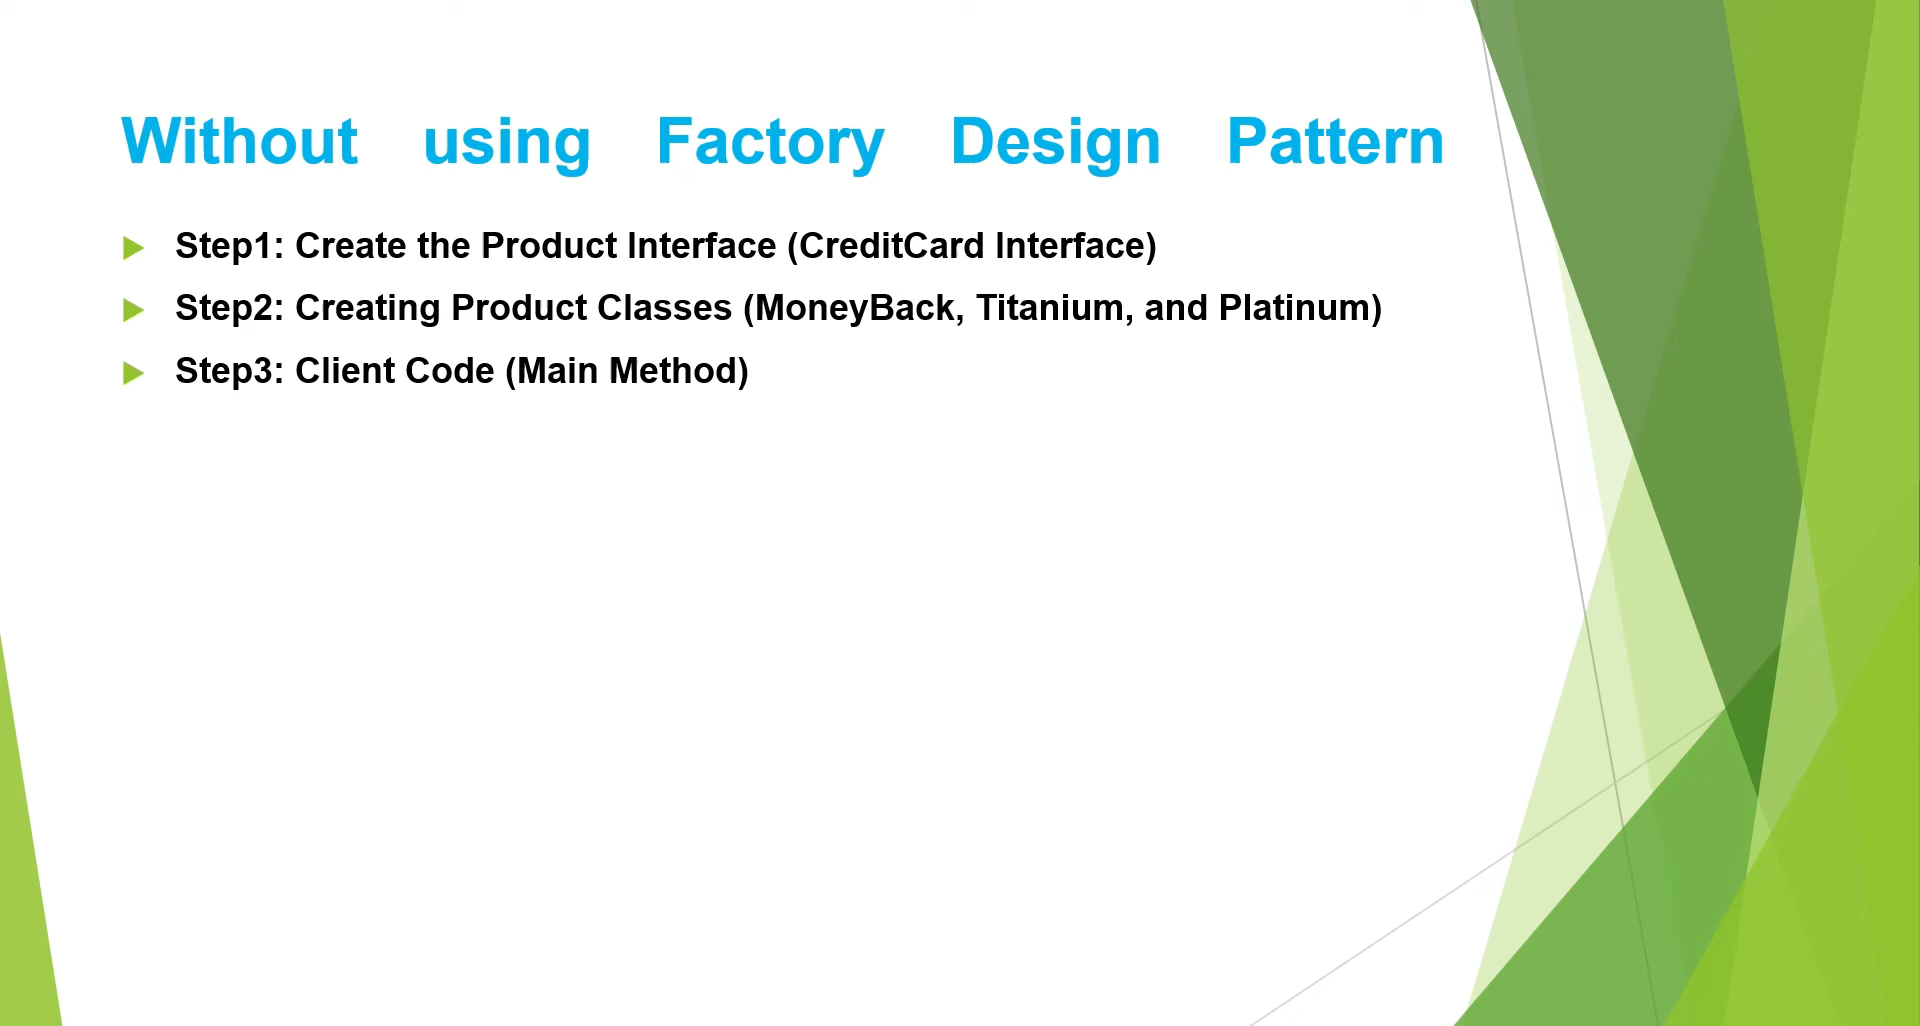 Without using Factory Design Pattern
Step1: Create the Product Interface (CreditCard Interface)
Step2: Creating Product Classes (MoneyBack, Titanium, and Platinum)
Step3: Client Code (Main Method)